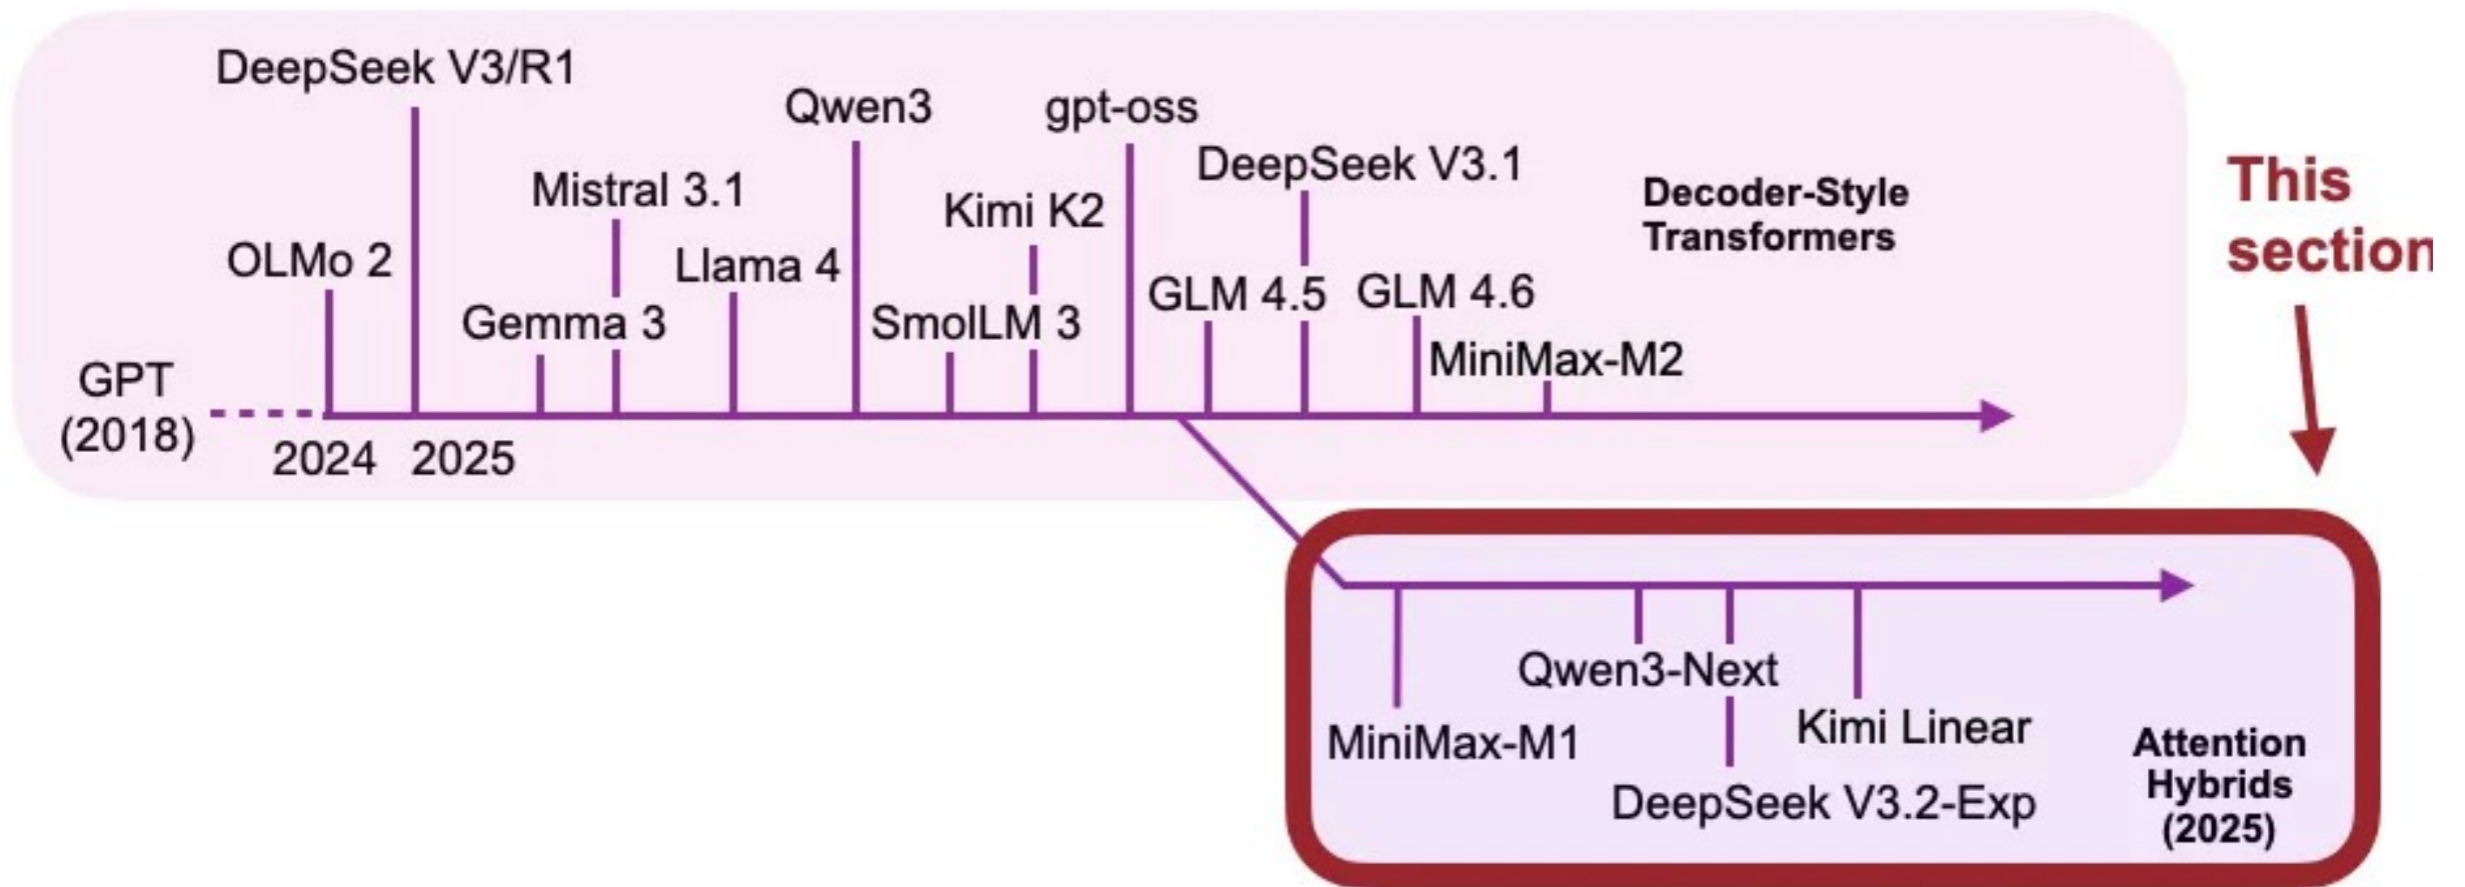 DeepSeek V3/R1
Qwen3
gpt-oss
DeepSeek V3.1
Mistral 3.1
Kimi K2
Decoder-Style
Transformers
This
section
OLMo 2
Llama 4
GLM 4.5
GLM 4.6
Gemma 3
SmolLM 3
MiniMax-M2
GPT
(2018)
2024
2025
Qwen3-Next
MiniMax-M1
Kimi Linear
DeepSeek V3.2-Exp
Attention
Hybrids
(2025)